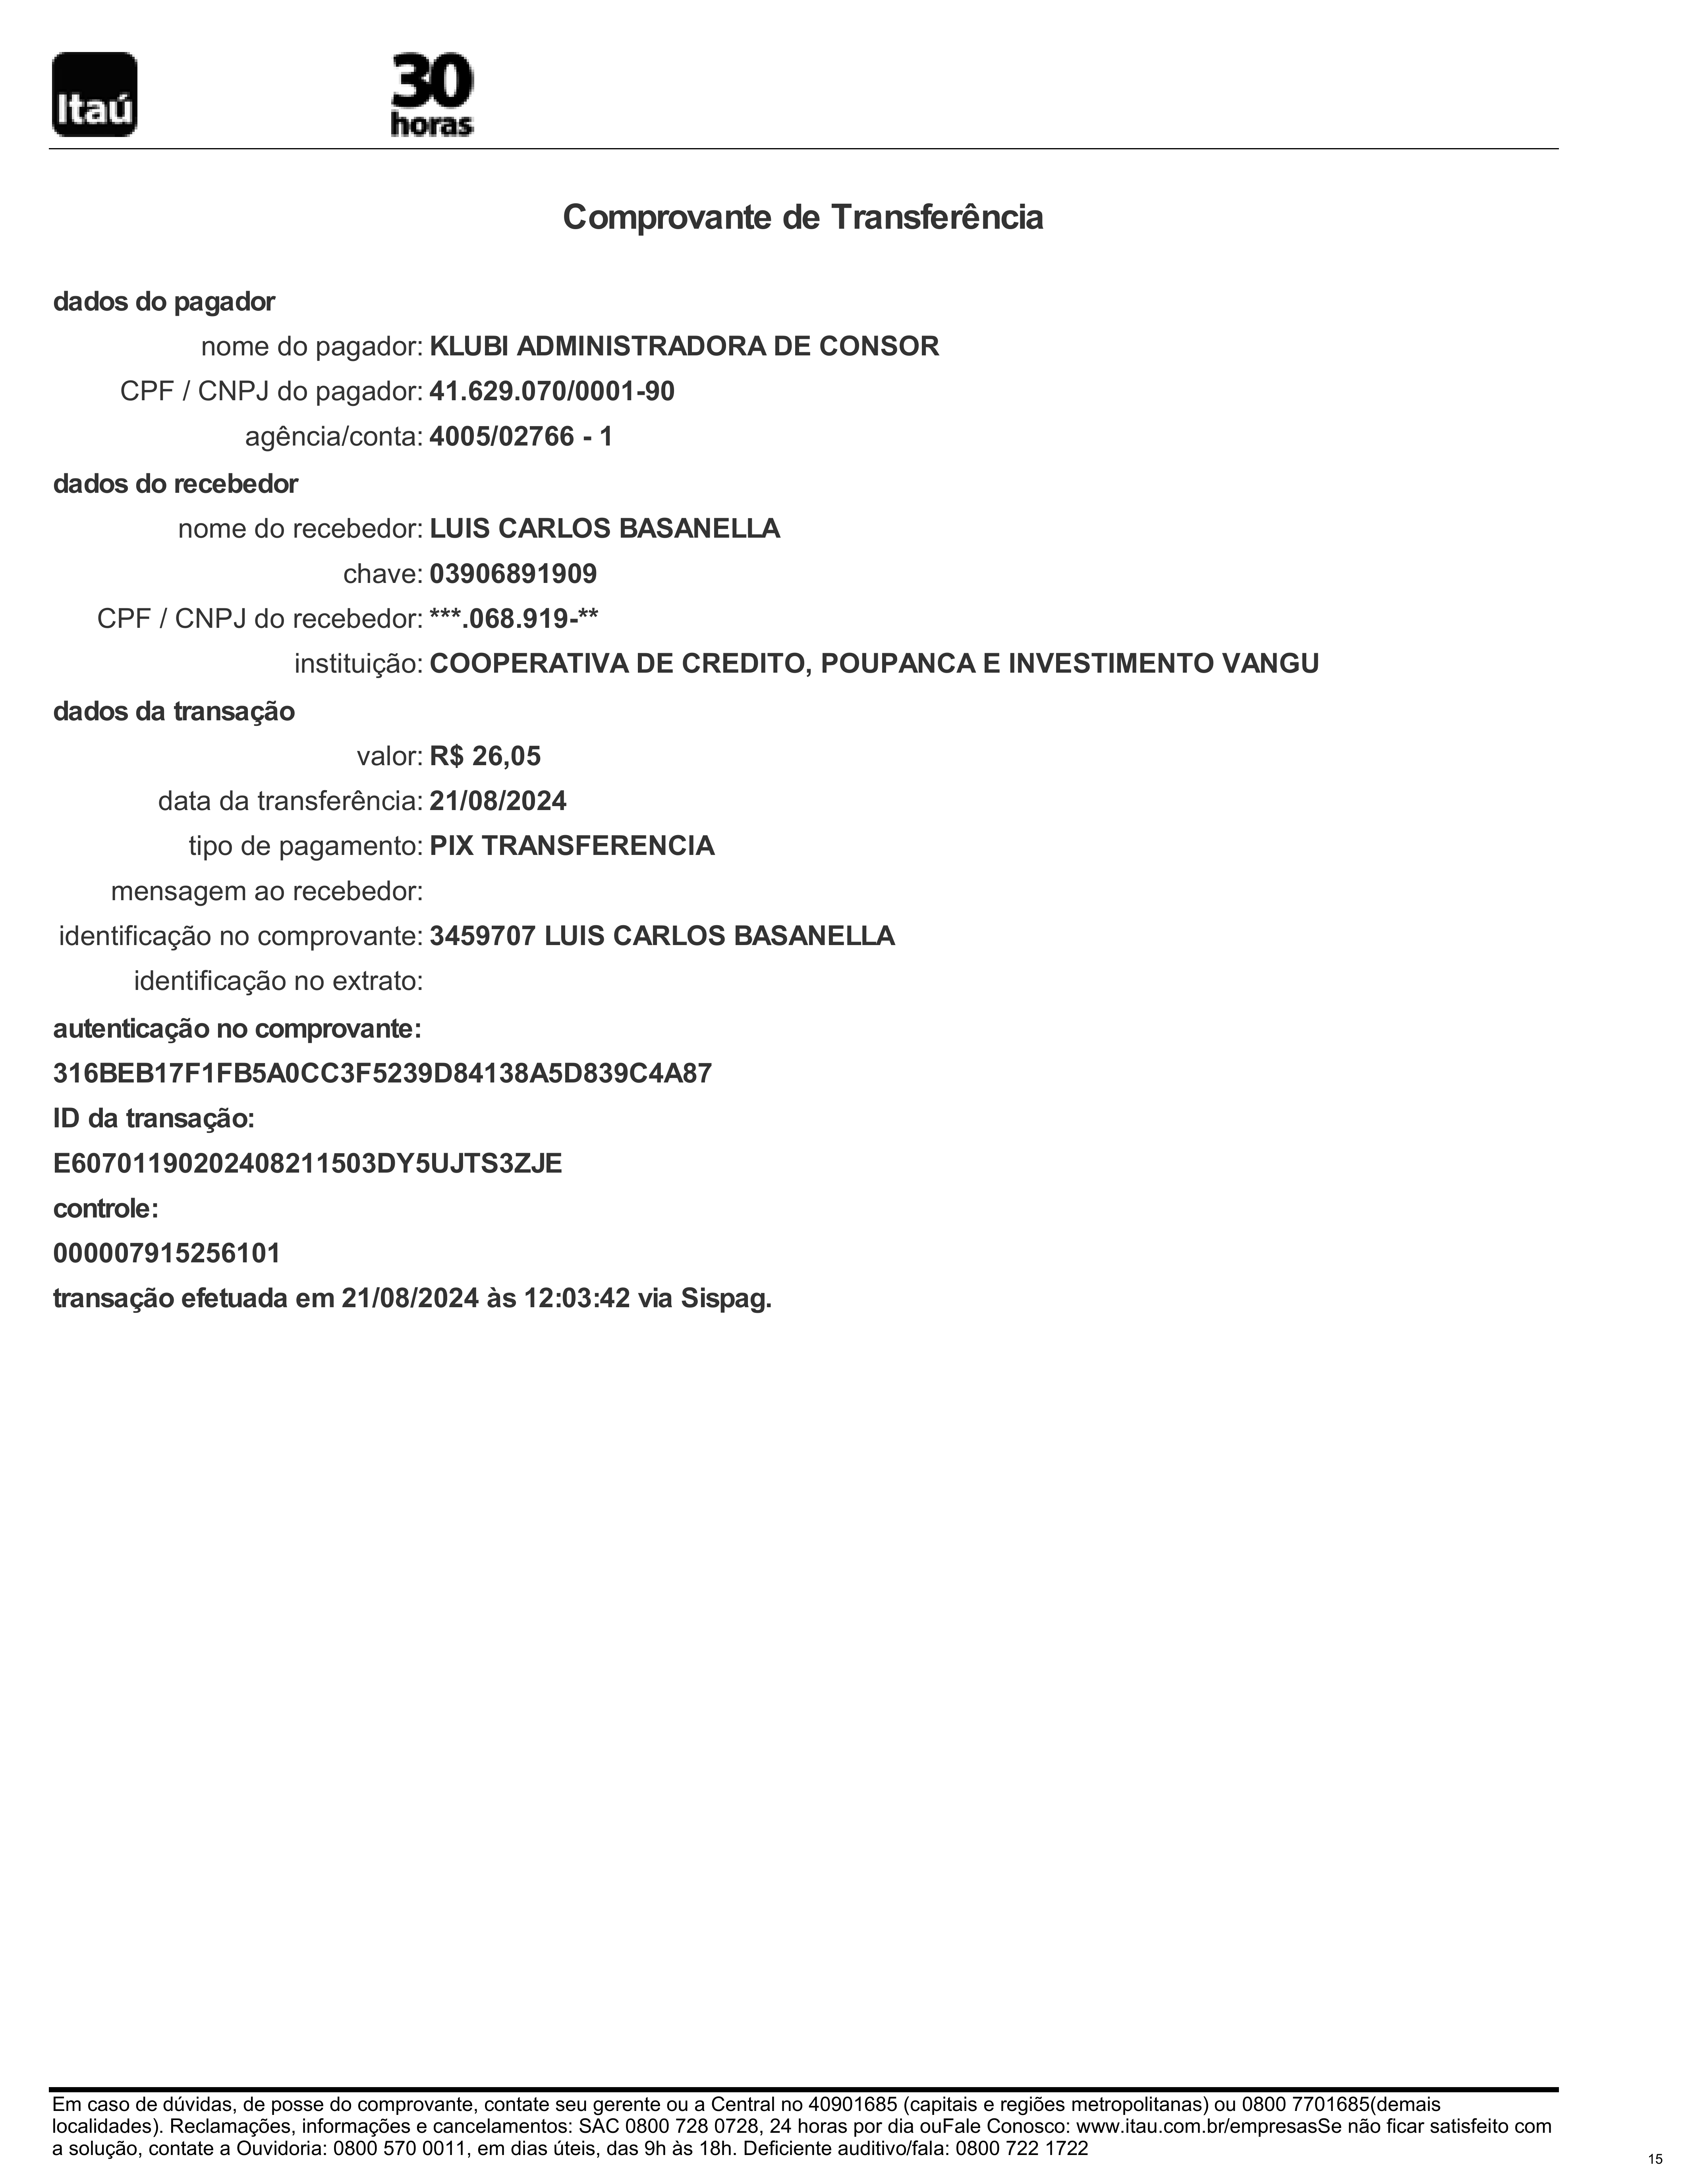 Itaú
30
horas
Comprovante de Transferência
dados do pagador
nome do pagador: KLUBI ADMINISTRADORA DE CONSOR
CPF / CNPJ do pagador: 41.629.070/0001-90
agência/conta: 4005/02766 - 1
dados do recebedor
nome do recebedor: LUIS CARLOS BASANELLA
chave: 03906891909
CPF / CNPJ do recebedor: ***.068.919-**
instituição: COOPERATIVA DE CREDITO, POUPANCA E INVESTIMENTO VANGU
dados da transação
valor: R$ 26,05
data da transferência: 21/08/2024
tipo de pagamento: PIX TRANSFERENCIA
mensagem ao recebedor:
identificação no comprovante: 3459707 LUIS CARLOS BASANELLA
identificação no extrato:
autenticação no comprovante:
316BEB17F1FB5A0CC3F5239D84138A5D839C4A87
ID da transação:
E60701190202408211503DY5UJTS3ZJE
controle:
000007915256101
transação efetuada em 21/08/2024 às 12:03:42 via Sispag.
Em caso de dúvidas, de posse do comprovante, contate seu gerente ou a Central no 40901685 (capitais e regiões metropolitanas) ou 0800 7701685(demais
localidades). Reclamações, informações e cancelamentos: SAC 0800 728 0728, 24 horas por dia ouFale Conosco: www.itau.com.br/empresasSe não ficar satisfeito com
a solução, contate a Ouvidoria: 0800 570 0011, em dias úteis, das 9h às 18h. Deficiente auditivo/fala: 0800 722 1722
15